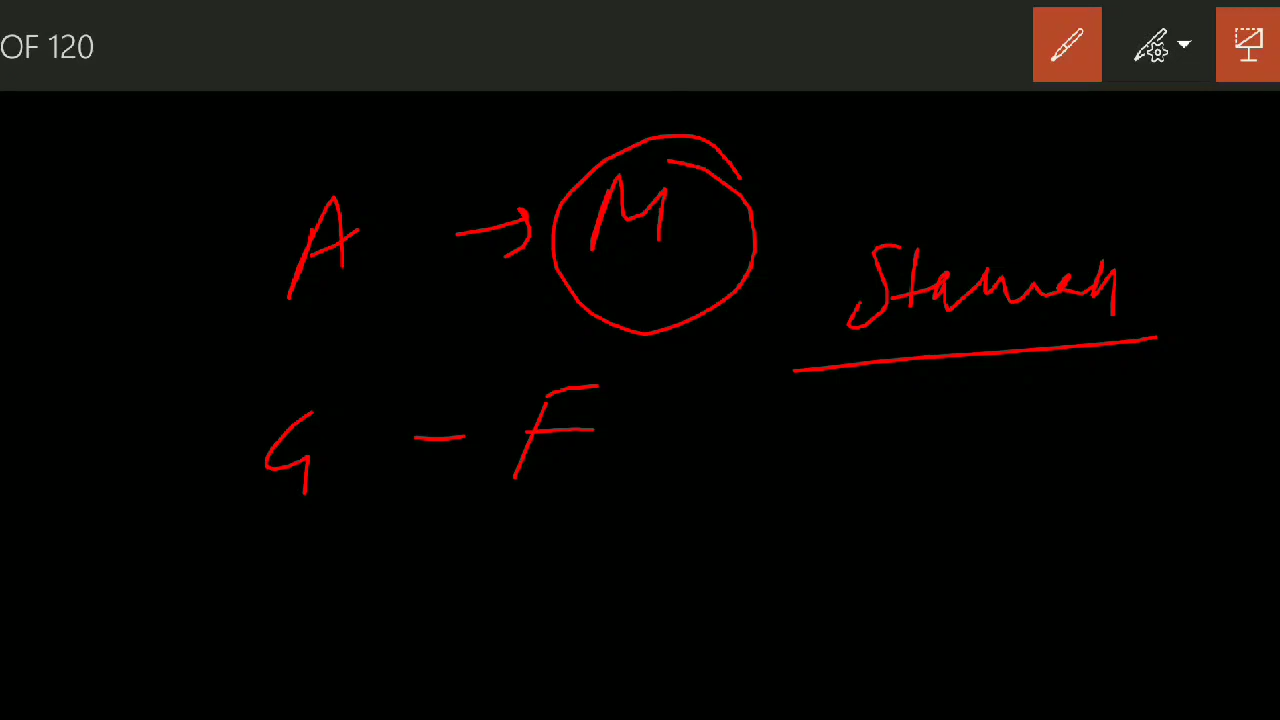 OF 120
A → M
Stamen
G - F